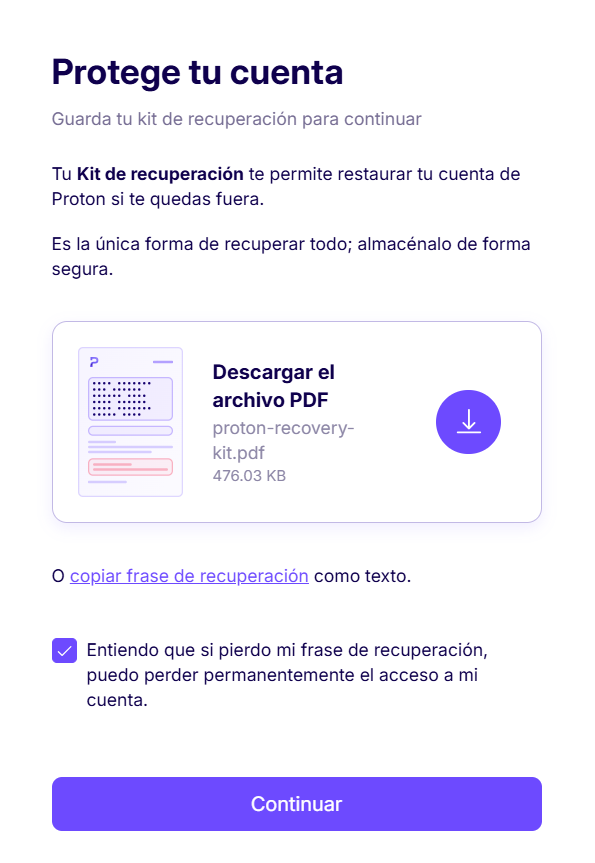 Protege tu cuenta
Guarda tu kit de recuperación para continuar
Tu Kit de recuperación te permite restaurar tu cuenta de
Proton si te quedas fuera.
Es la única forma de recuperar todo; almacénalo de forma
segura.
Descargar el
archivo PDF
proton-recovery-
kit.pdf
476.03 KB
O copiar frase de recuperación como texto.
Entiendo que si pierdo mi frase de recuperación,
puedo perder permanentemente el acceso a mi
cuenta.
Continuar